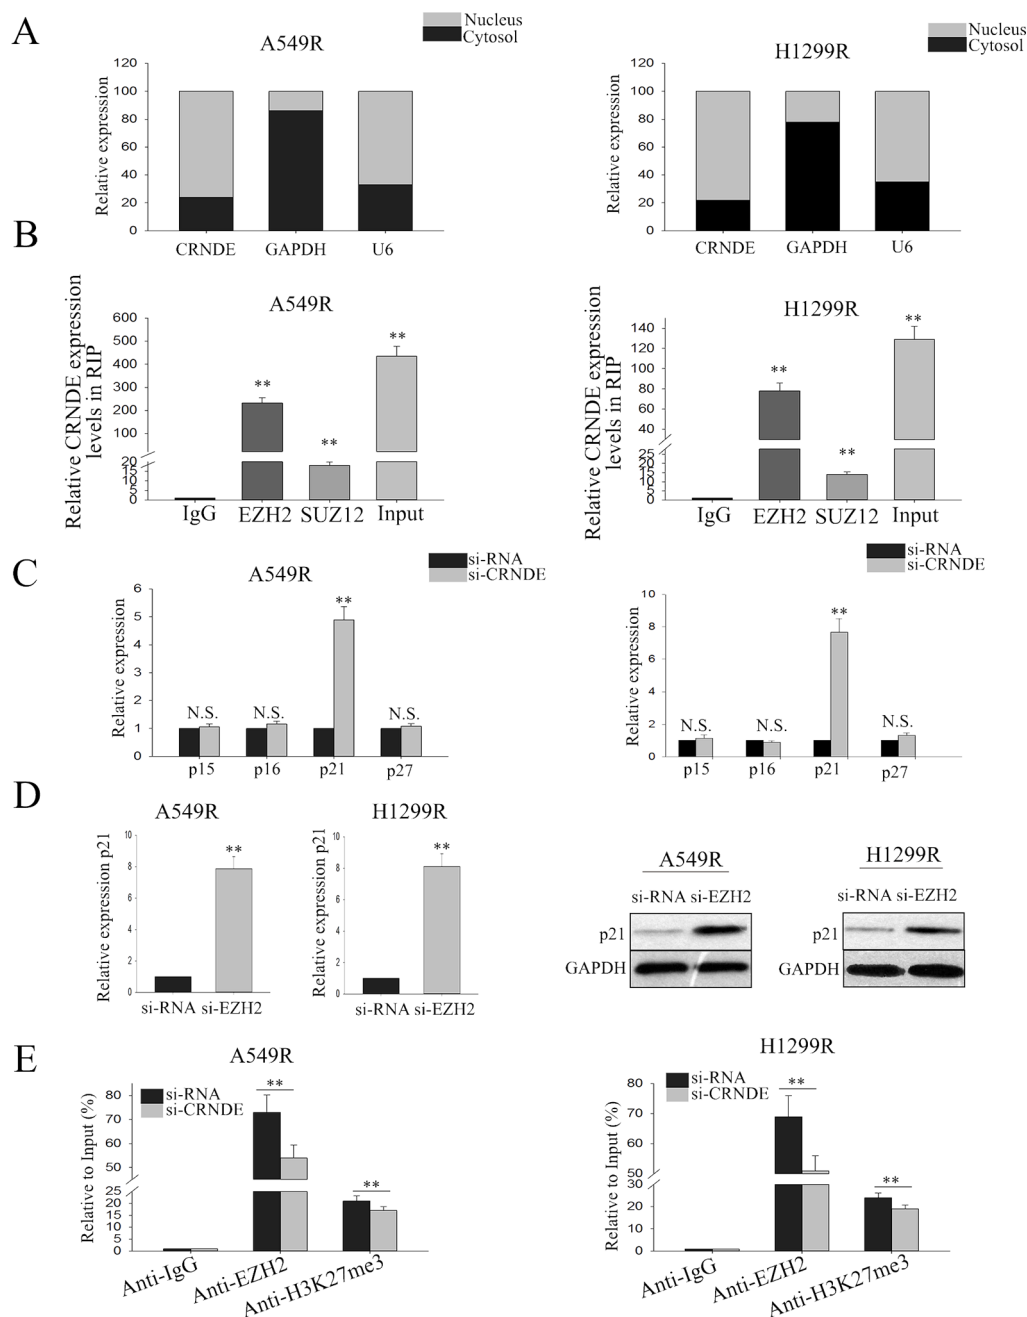 A
A549R
Nucleus
Cytosol
Relative expression
120
100
80
60
40
20
0
CRNDE GAPDH U6
H1299R
Nucleus
Cytosol
Relative expression
120
100
80
60
40
20
0
CRNDE GAPDH U6
B
A549R
Relative CRNDE expression
levels in RIP
600
500
400
300
200
100
20
15
10
5
0
**
**
**
IgG EZH2 SUZ12 Input
H1299R
Relative CRNDE expression
levels in RIP
140
120
100
80
60
40
20
15
10
5
0
**
**
**
IgG EZH2 SUZ12 Input
C
A549R
si-RNA
si-CRNDE
Relative expression
6
5
4
3
2
1
0
N.S. N.S. ** N.S.
p15 p16 p21 p27
si-RNA
si-CRNDE
Relative expression
10
8
6
4
2
0
N.S. N.S. ** N.S.
p15 p16 p21 p27
D
A549R
Relative expression p21
10
8
6
4
2
0
**
si-RNA si-EZH2
H1299R
Relative expression p21
10
8
6
4
2
0
**
si-RNA si-EZH2
A549R
si-RNA si-EZH2
p21
GAPDH
H1299R
si-RNA si-EZH2
p21
GAPDH
E
A549R
si-RNA
si-CRNDE
Relative to Input (%)
80
70
60
50
25
20
15
10
5
0
**
**
Anti-IgG Anti-EZH2 Anti-H3K27me3
H1299R
si-RNA
si-CRNDE
Relative to Input (%)
80
70
60
50
30
20
10
0
**
**
Anti-IgG Anti-EZH2 Anti-H3K27me3